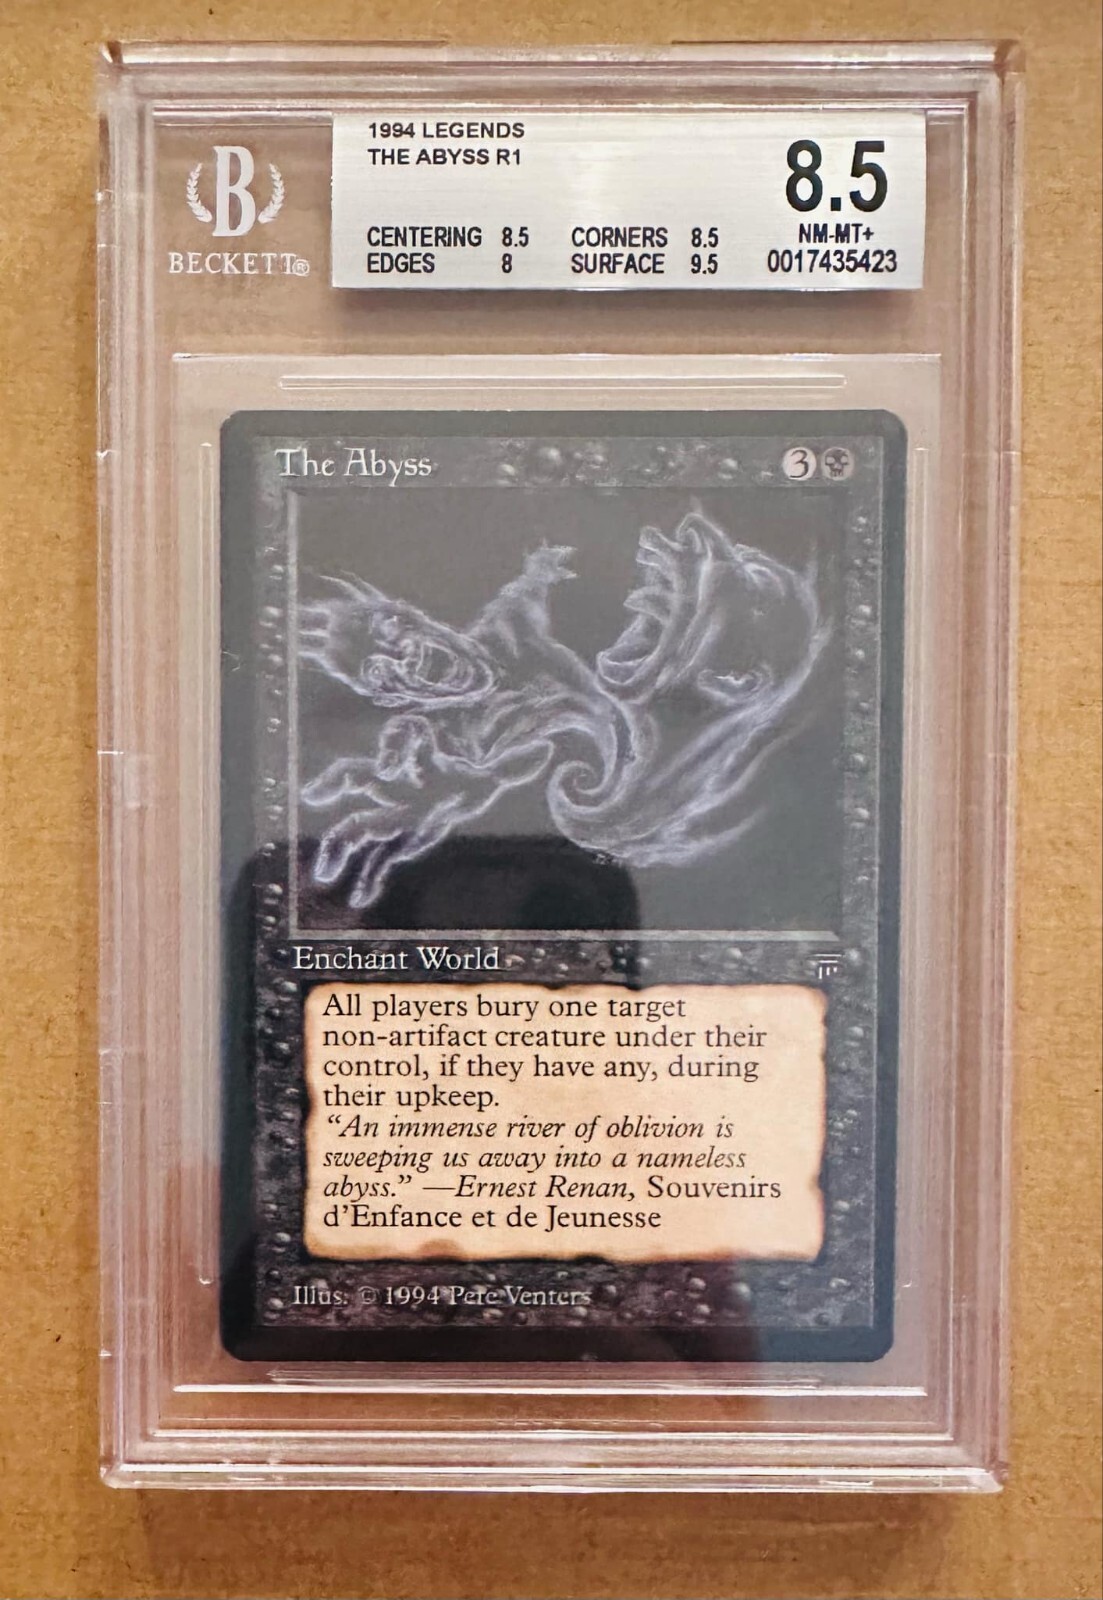 B
BECKETT®
1994 LEGENDS
THE ABYSS R1
CENTERING 8.5 CORNERS 8.5
EDGES 8 SURFACE 9.5
8.5
NM-MT+
0017435423
The Abyss 3
Enchant World
All players bury one target
non-artifact creature under their
control, if they have any, during
their upkeep.
“An immense river of oblivion is
sweeping us away into a nameless
abyss.” —Ernest Renan, Souvenirs
d’Enfance et de Jeunesse
Illus. © 1994 Pete Venters